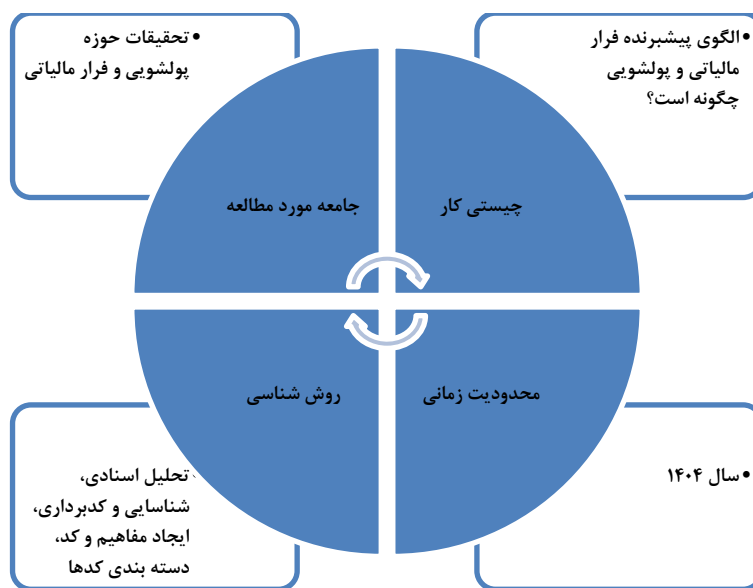 • الگوی پیشبرنده فرار
مالیاتی و پولشویی
چگونه است؟
• تحقیقات حوزه
پولشویی و فرار مالیاتی
چیستی کار
جامعه مورد مطالعه
محدودیت زمانی
روش شناسی
• سال ۱۴۰۴
• تحلیل اسنادی،
شناسایی و کدبرداری،
ایجاد مفاهیم و کد،
دسته بندی کدها